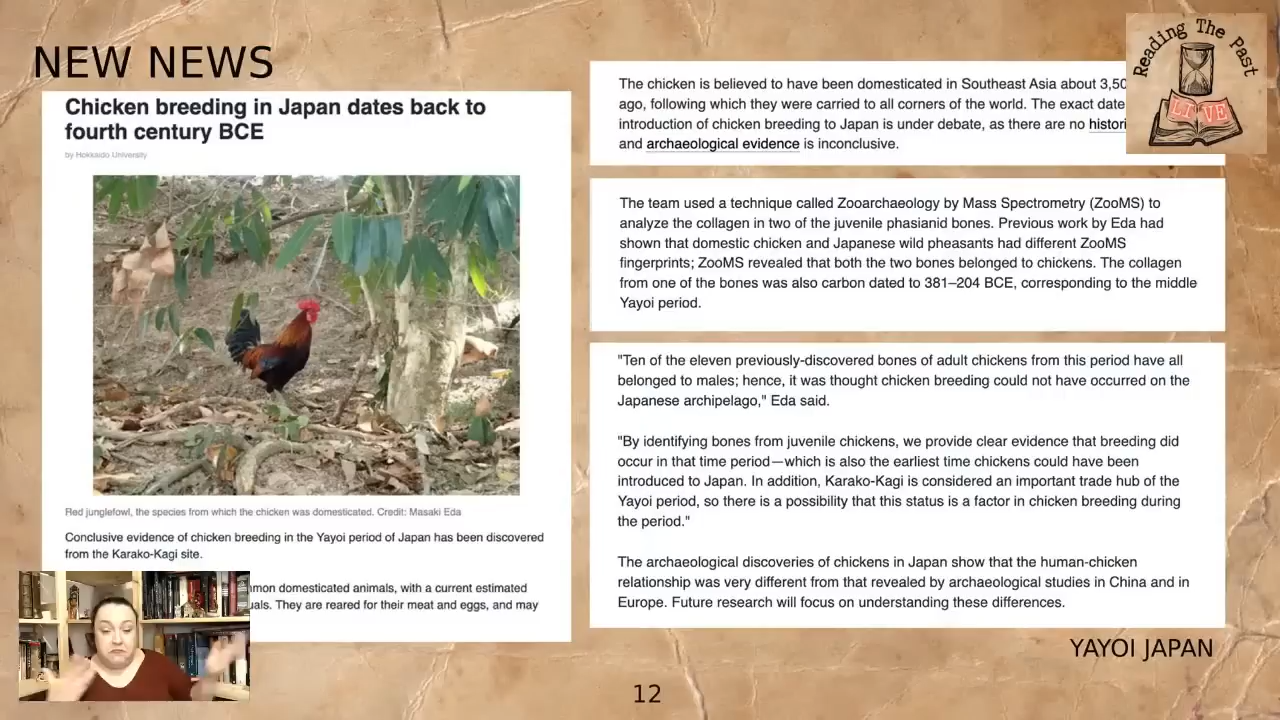 NEW NEWS
Chicken breeding in Japan dates back to
fourth century BCE
by Hokkaido University
Red junglefowl, the species from which the chicken was domesticated. Credit: Masaki Eda
Conclusive evidence of chicken breeding in the Yayoi period of Japan has been discovered
from the Karako-Kagi site.
domesticated animals, with a current estimated
They are reared for their meat and eggs, and may
The chicken is believed to have been domesticated in Southeast Asia about 3,50
ago, following which they were carried to all corners of the world. The exact date
introduction of chicken breeding to Japan is under debate, as there are no histori
and archaeological evidence is inconclusive.
Reading The Past
LIVE
The team used a technique called Zooarchaeology by Mass Spectrometry (ZooMS) to
analyze the collagen in two of the juvenile phasianid bones. Previous work by Eda had
shown that domestic chicken and Japanese wild pheasants had different ZooMS
fingerprints; ZooMS revealed that both the two bones belonged to chickens. The collagen
from one of the bones was also carbon dated to 381–204 BCE, corresponding to the middle
Yayoi period.
"Ten of the eleven previously-discovered bones of adult chickens from this period have all
belonged to males; hence, it was thought chicken breeding could not have occurred on the
Japanese archipelago," Eda said.
"By identifying bones from juvenile chickens, we provide clear evidence that breeding did
occur in that time period—which is also the earliest time chickens could have been
introduced to Japan. In addition, Karako-Kagi is considered an important trade hub of the
Yayoi period, so there is a possibility that this status is a factor in chicken breeding during
the period."
The archaeological discoveries of chickens in Japan show that the human-chicken
relationship was very different from that revealed by archaeological studies in China and in
Europe. Future research will focus on understanding these differences.
YAYOI JAPAN
12